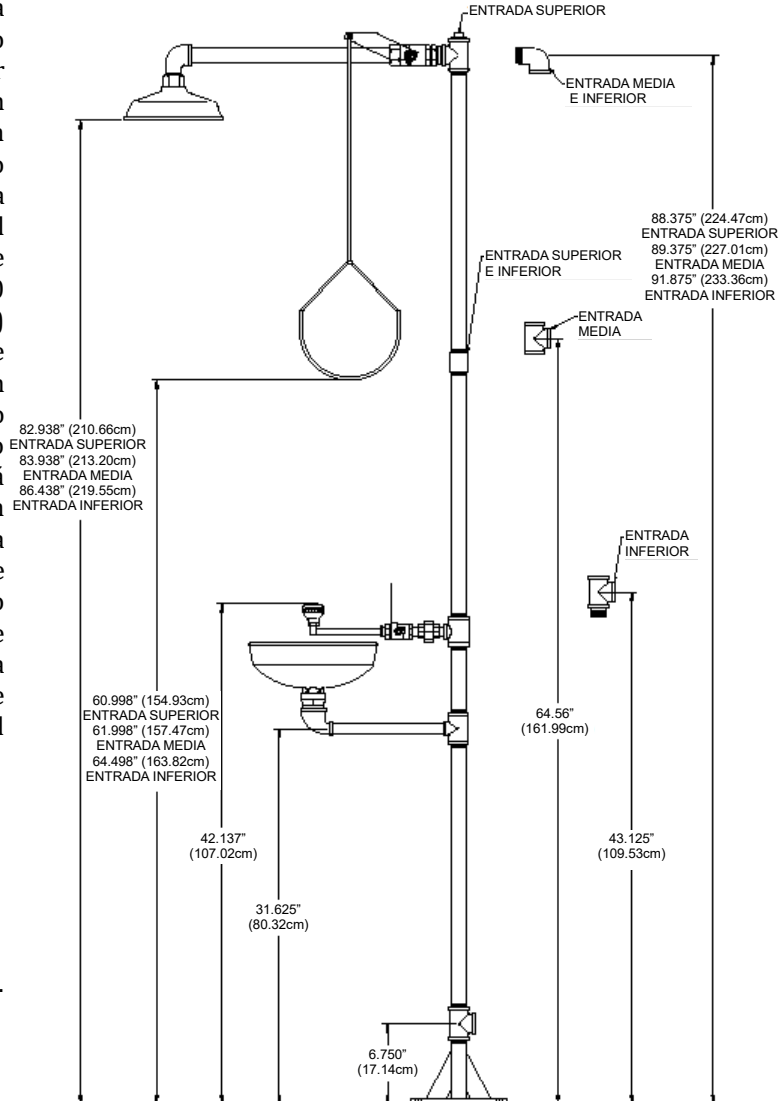 ENTRADA SUPERIOR
ENTRADA MEDIA
E INFERIOR
88.375” (224.47cm)
ENTRADA SUPERIOR
89.375” (227.01cm)
ENTRADA MEDIA
91.875” (233.36cm)
ENTRADA INFERIOR
ENTRADA SUPERIOR
E INFERIOR
ENTRADA
MEDIA
82.938” (210.66cm)
ENTRADA SUPERIOR
83.938” (213.20cm)
ENTRADA MEDIA
86.438” (219.55cm)
ENTRADA INFERIOR
ENTRADA
INFERIOR
60.998” (154.93cm)
ENTRADA SUPERIOR
61.998” (157.47cm)
ENTRADA MEDIA
64.498” (163.82cm)
ENTRADA INFERIOR
64.56”
(161.99cm)
42.137”
(107.02cm)
43.125”
(109.53cm)
31.625”
(80.32cm)
6.750”
(17.14cm)